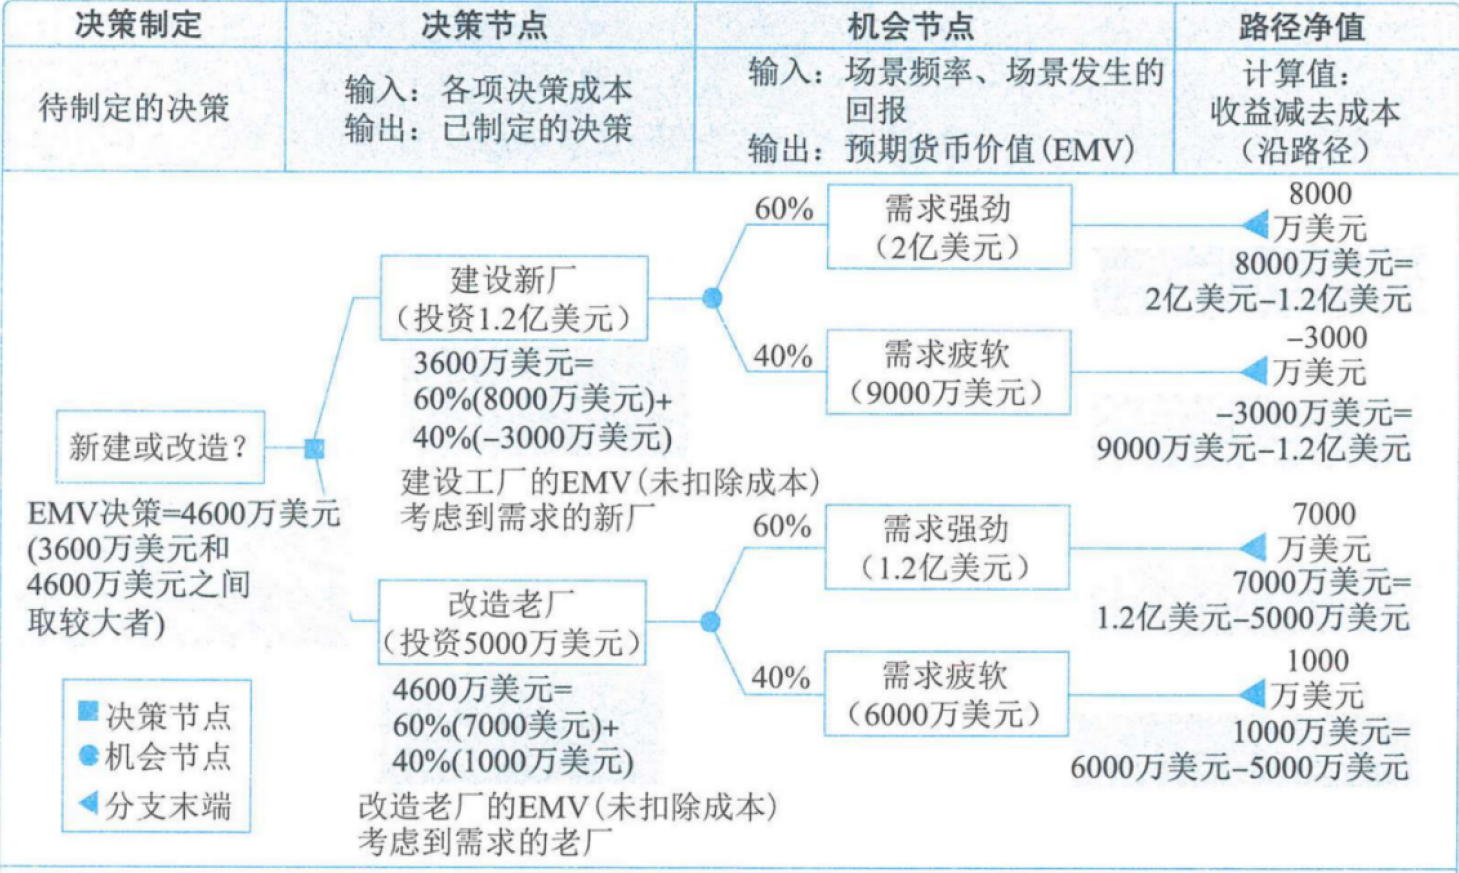 决策制定
决策节点
机会节点
路径净值
待制定的决策
输入：各项决策成本
输出：已制定的决策
输入：场景频率、场景发生的
回报
输出：预期货币价值(EMV)
计算值：
收益减去成本
（沿路径）
新建或改造？
EMV决策=4600万美元
(3600万美元和
4600万美元之间
取较大者)
建设新厂
（投资1.2亿美元）
3600万美元=
60%(8000万美元)+
40%(–3000万美元)
建设工厂的EMV(未扣除成本)
考虑到需求的新厂
60%
需求强劲
（2亿美元）
8000
万美元
8000万美元=
2亿美元–1.2亿美元
40%
需求疲软
（9000万美元）
–3000
万美元
–3000万美元=
9000万美元–1.2亿美元
改造老厂
（投资5000万美元）
4600万美元=
60%(7000美元)+
40%(1000万美元)
改造老厂的EMV(未扣除成本)
考虑到需求的老厂
60%
需求强劲
（1.2亿美元）
7000
万美元
7000万美元=
1.2亿美元–5000万美元
40%
需求疲软
（6000万美元）
1000
万美元
1000万美元=
6000万美元–5000万美元
决策节点
机会节点
分支末端